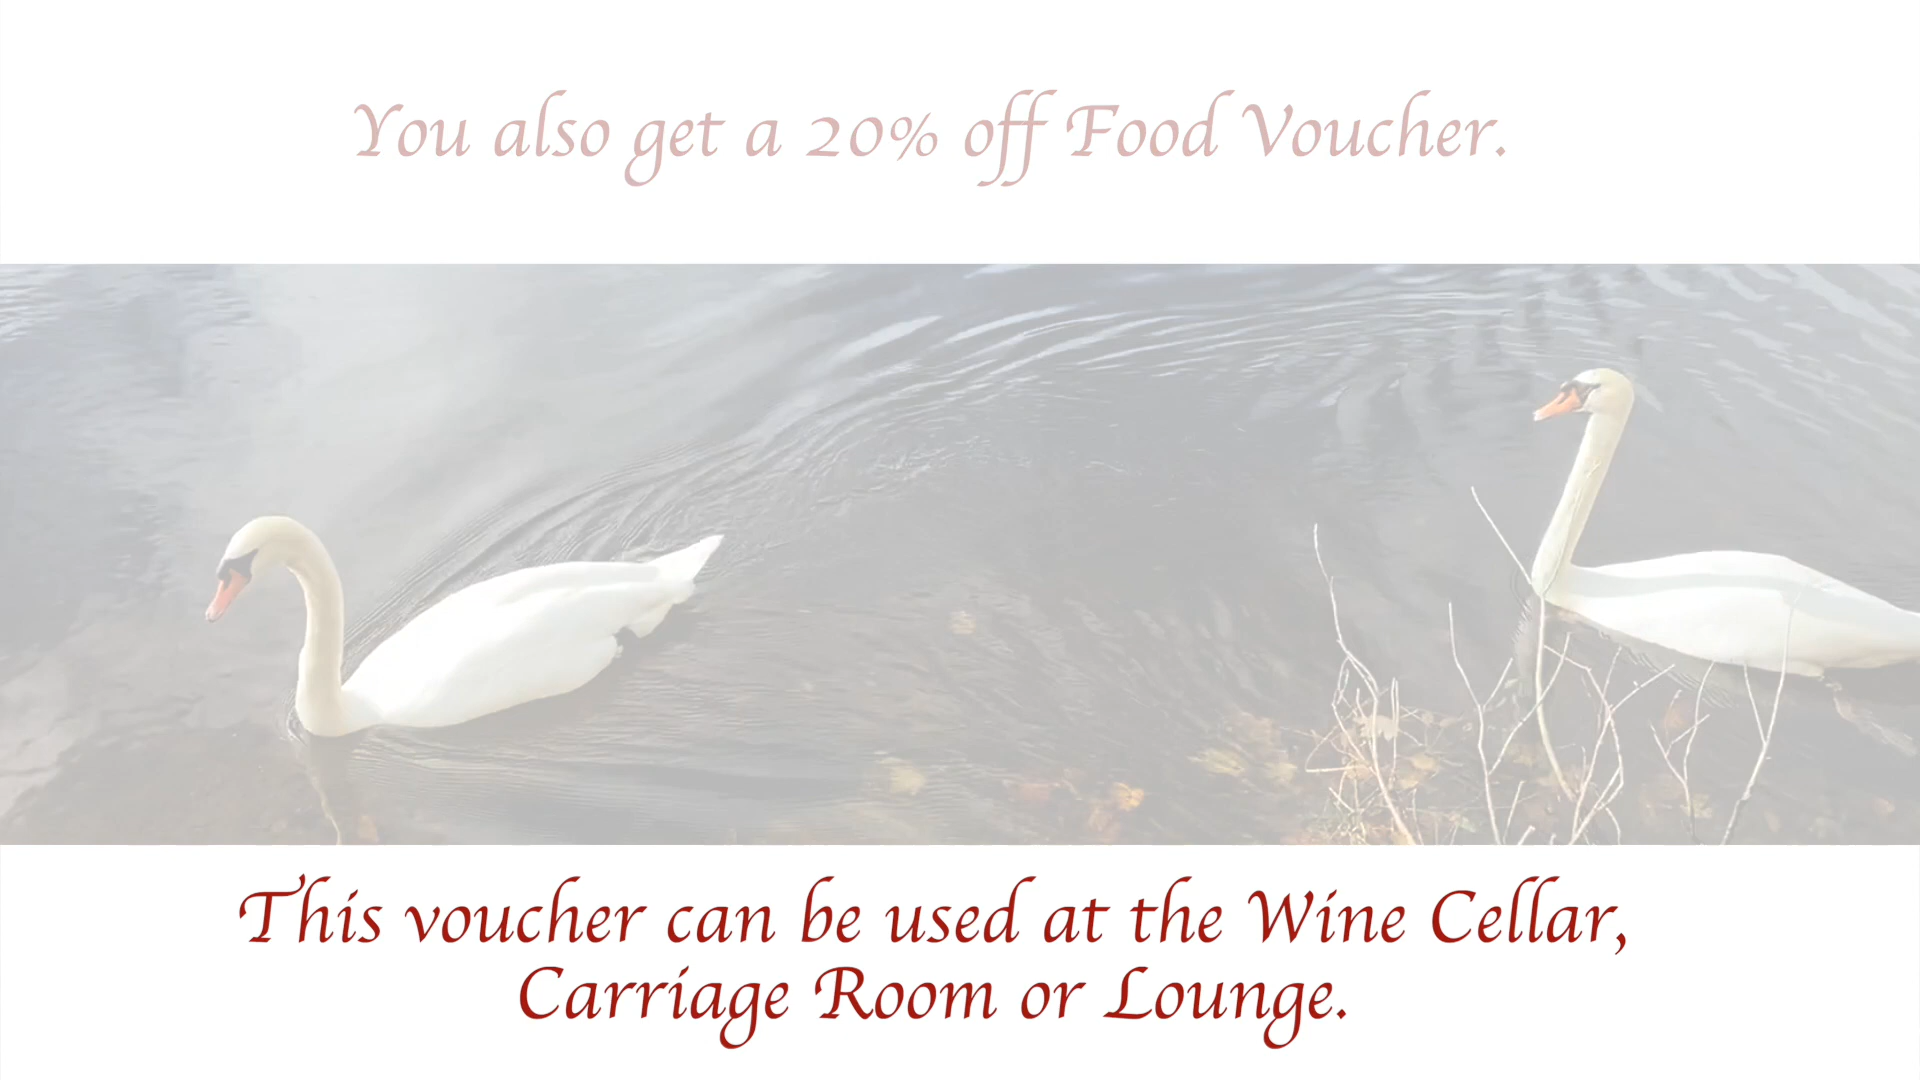 You also get a 20% off Food Voucher.
This voucher can be used at the Wine Cellar,
Carriage Room or Lounge.